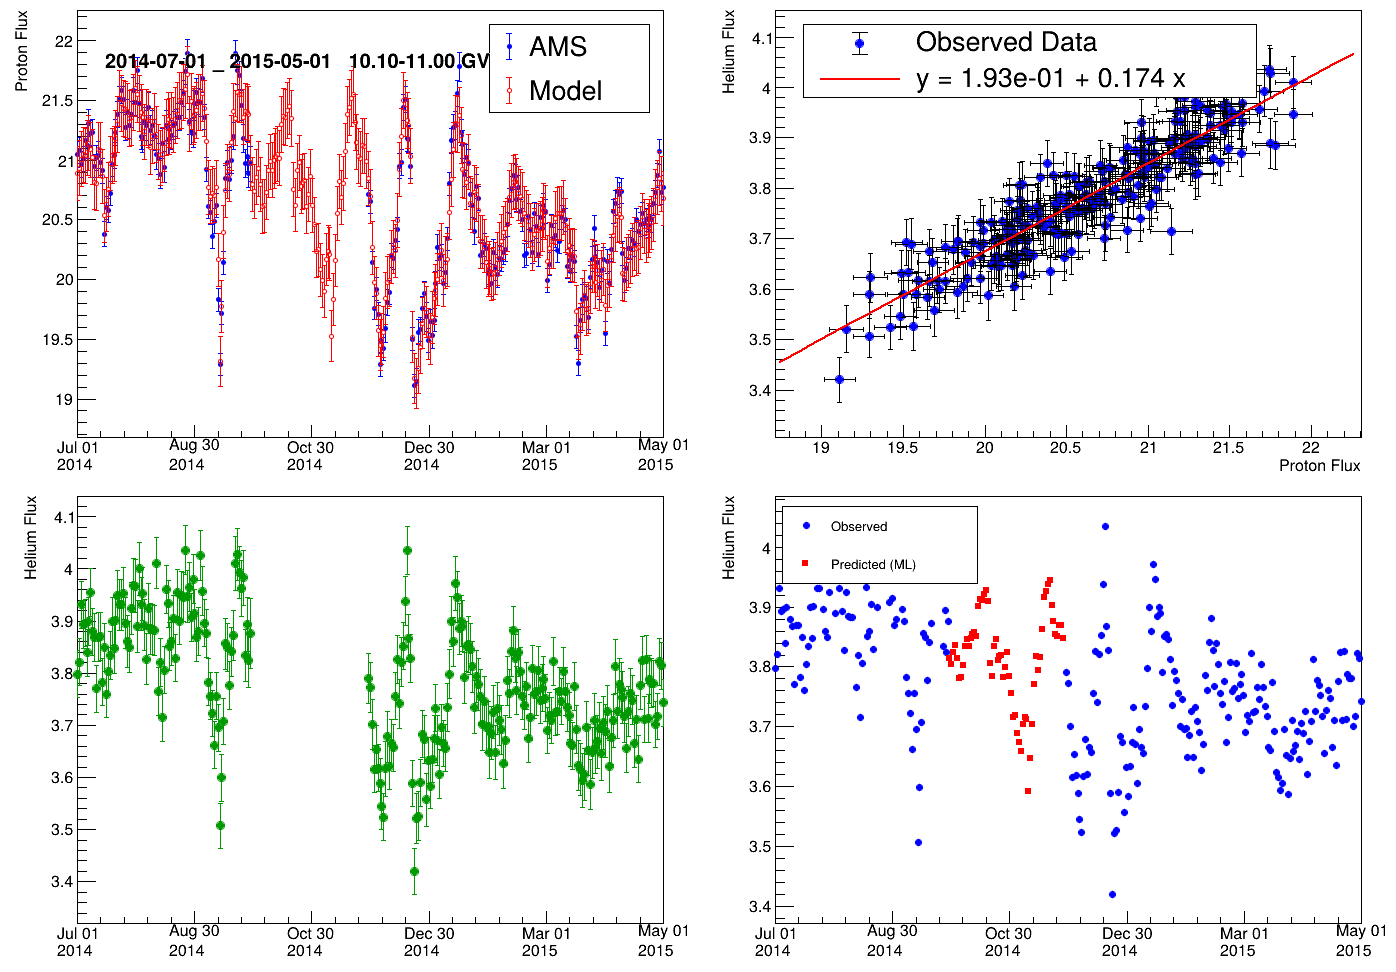 Proton Flux
2014-07-01 _ 2015-05-01 10.10-11.00 GV
AMS
Model
22
21.5
21
20.5
20
19.5
19
Jul 01
2014
Aug 30
2014
Oct 30
2014
Dec 30
2014
Mar 01
2015
May 01
2015
Helium Flux
Observed Data
y = 1.93e-01 + 0.174 x
4.1
4
3.9
3.8
3.7
3.6
3.5
3.4
19
19.5
20
20.5
21
21.5
22
Proton Flux
Helium Flux
4.1
4
3.9
3.8
3.7
3.6
3.5
3.4
Jul 01
2014
Aug 30
2014
Oct 30
2014
Dec 30
2014
Mar 01
2015
May 01
2015
Helium Flux
Observed
Predicted (ML)
4
3.9
3.8
3.7
3.6
3.5
3.4
Jul 01
2014
Aug 30
2014
Oct 30
2014
Dec 30
2014
Mar 01
2015
May 01
2015